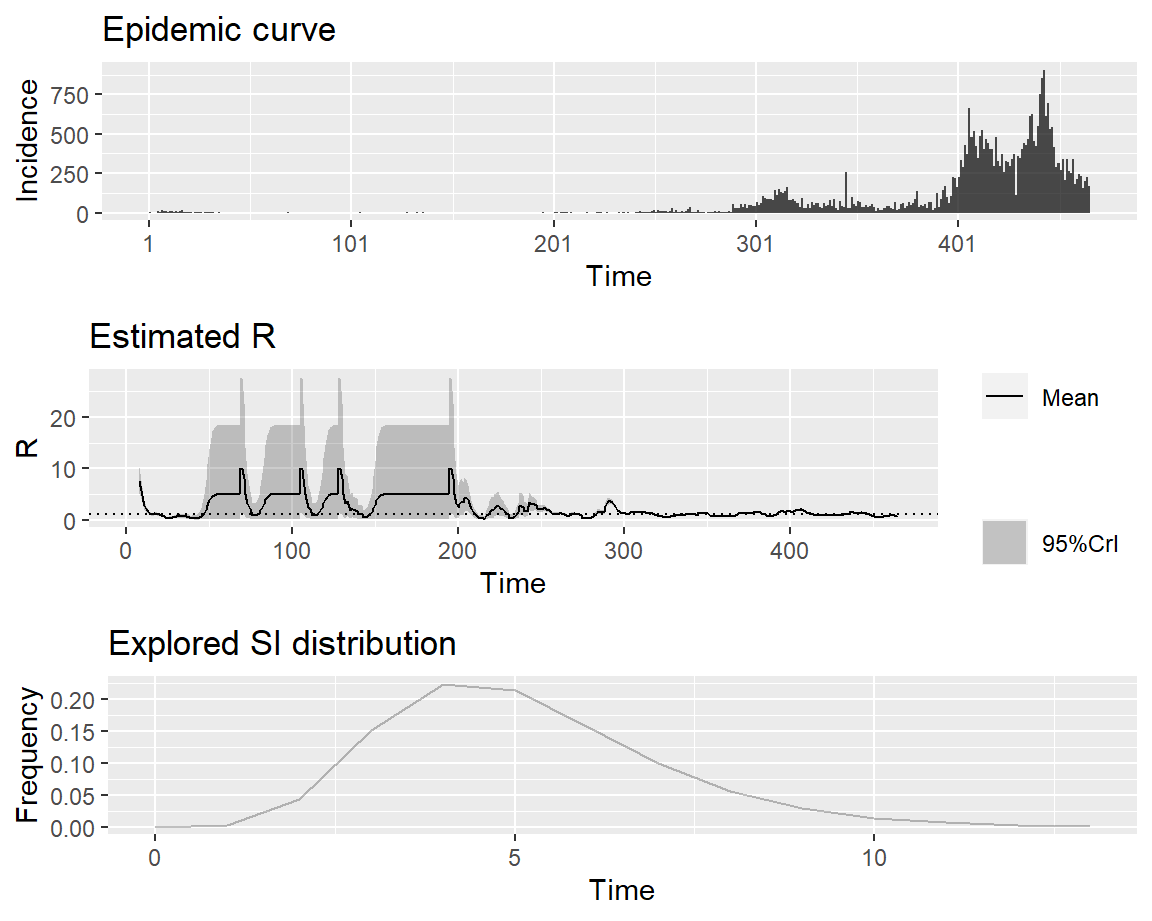 Epidemic curve
Incidence
750
500
250
0
1 101 201 301 401
Time
Estimated R
R
20
10
0
0 100 200 300 400
Time
Mean
95%CrI
Explored SI distribution
Frequency
0.20
0.15
0.10
0.05
0.00
0 5 10
Time